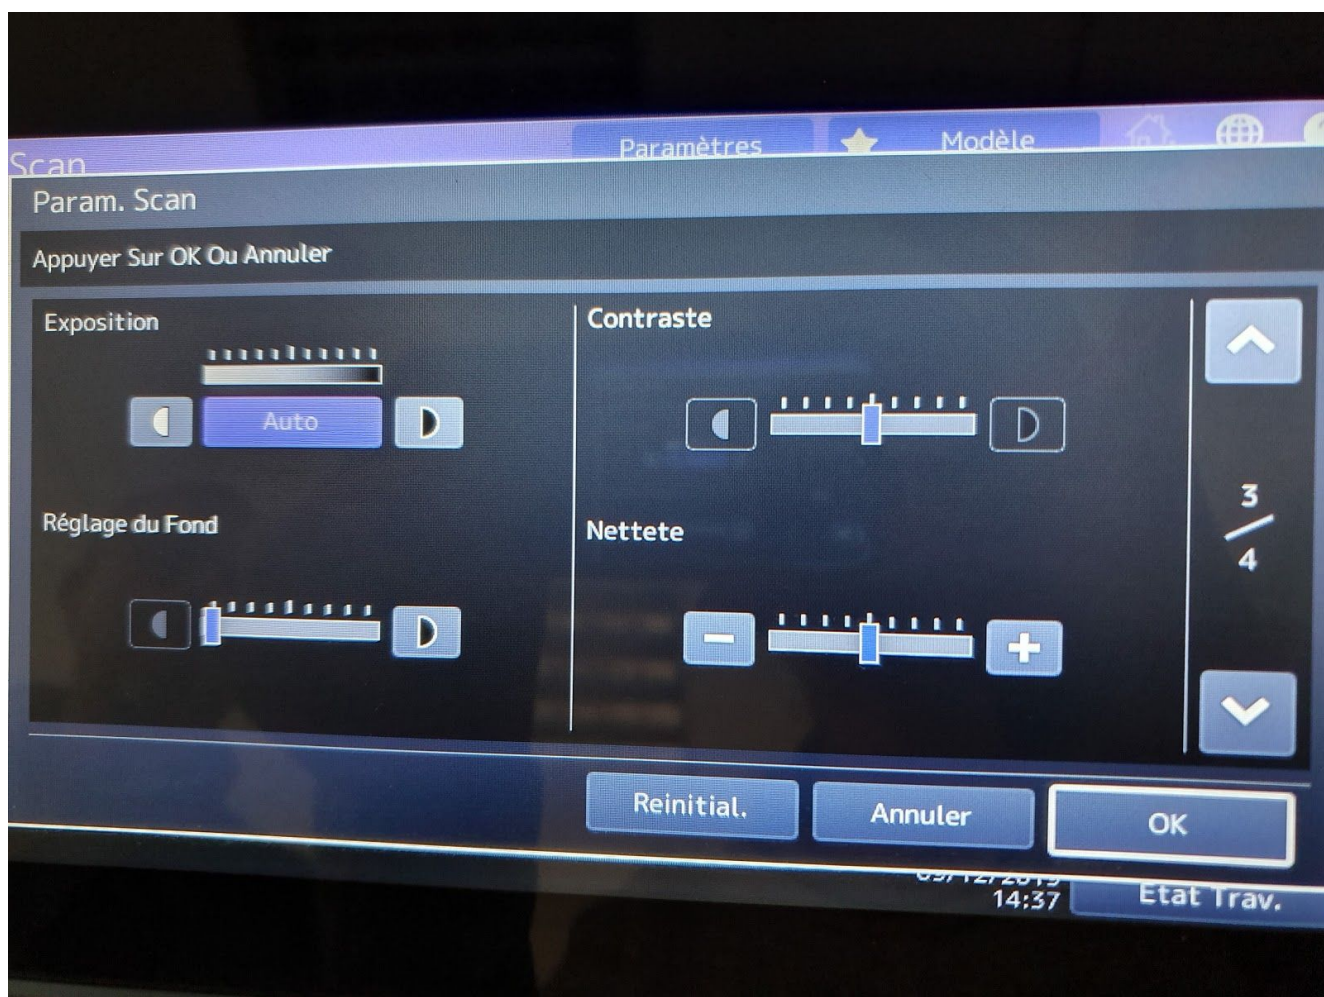 Scan
Paramètres
Modèle
Param. Scan
Appuyer Sur OK Ou Annuler
Exposition
Auto
Contraste
Réglage du Fond
Nettete
3
4
Reinitial.
Annuler
OK
14:37
Etat Trav.